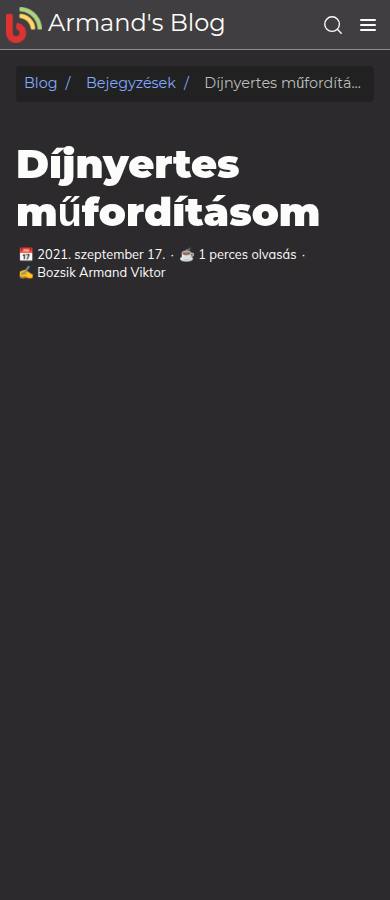 Armand's Blog
Blog / Bejegyzések / Díjnyertes műfordítá...
Díjnyertes
műfordításom
📅 2021. szeptember 17. · ☕ 1 perces olvasás ·
✍️ Bozsik Armand Viktor